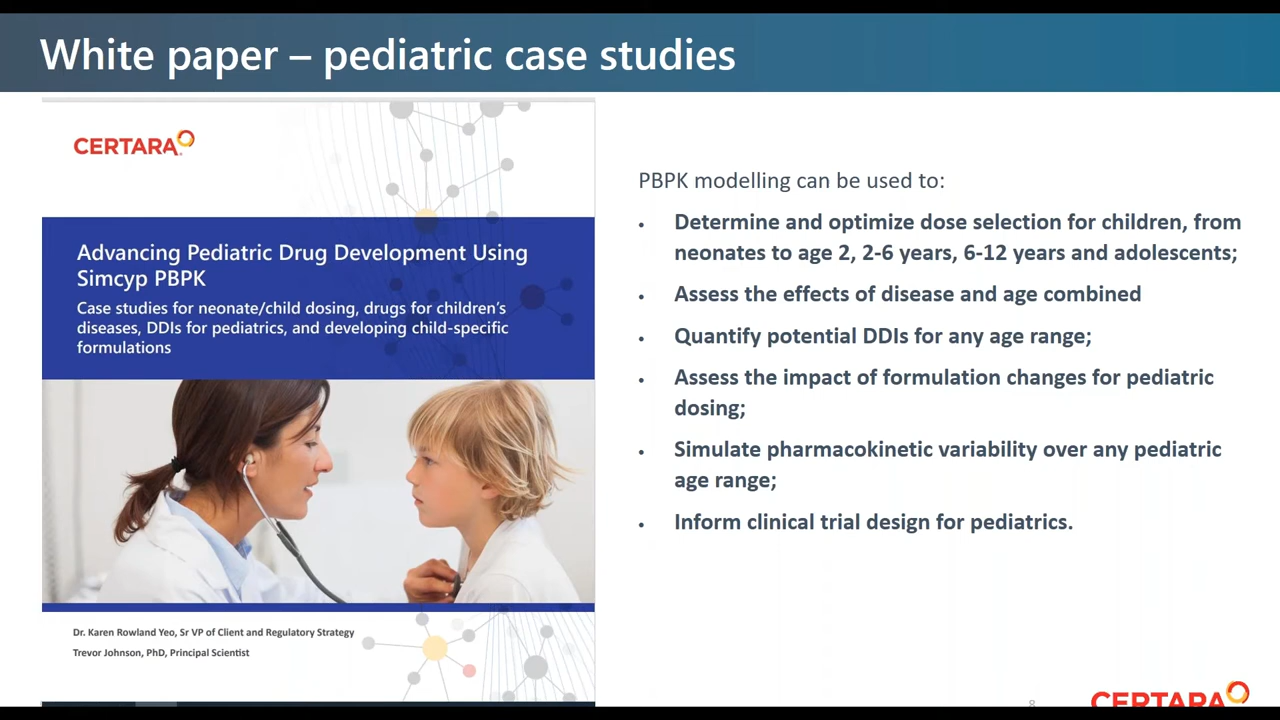 White paper – pediatric case studies
CERTARA
Advancing Pediatric Drug Development Using
Simcyp PBPK
Case studies for neonate/child dosing, drugs for children's
diseases, DDIs for pediatrics, and developing child-specific
formulations
Dr. Karen Rowland Yeo, Sr VP of Client and Regulatory Strategy
Trevor Johnson, PhD, Principal Scientist
PBPK modelling can be used to:
• Determine and optimize dose selection for children, from
neonates to age 2, 2-6 years, 6-12 years and adolescents;
• Assess the effects of disease and age combined
• Quantify potential DDIs for any age range;
• Assess the impact of formulation changes for pediatric
dosing;
• Simulate pharmacokinetic variability over any pediatric
age range;
• Inform clinical trial design for pediatrics.
8
CERTARA